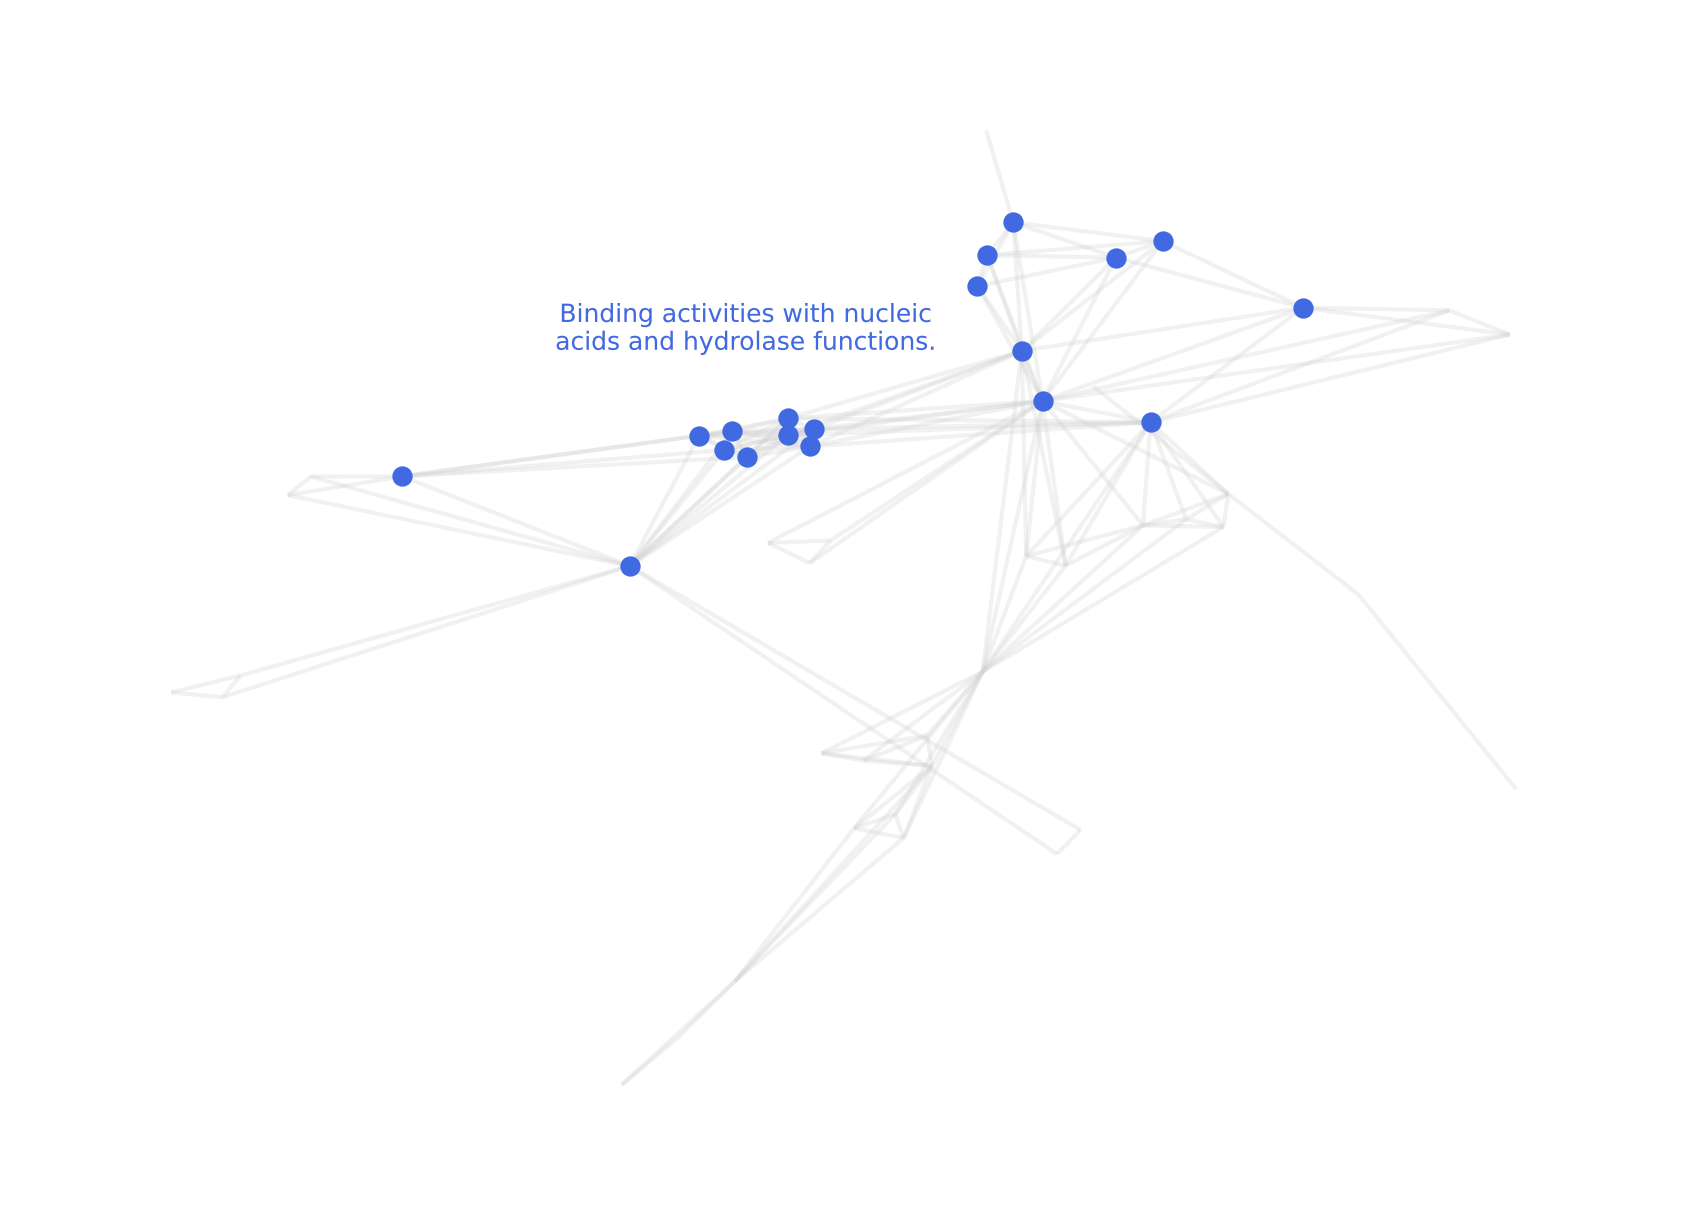 Binding activities with nucleic
acids and hydrolase functions.